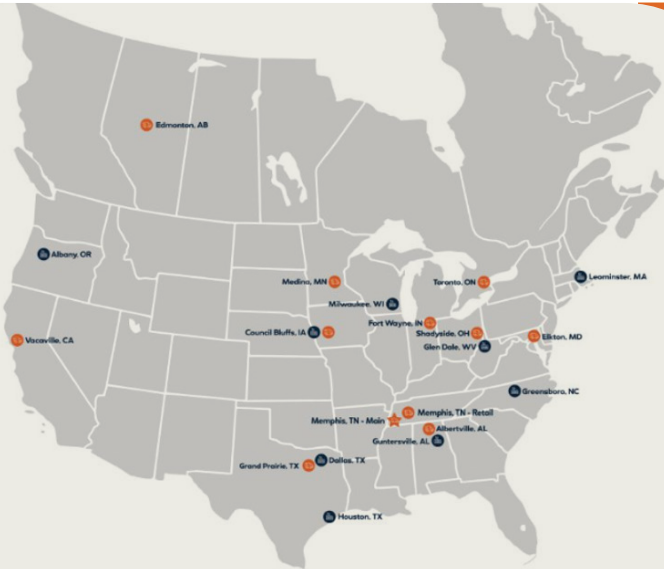 Edmonton, AB
Albany, OR
Leominster, MA
Medina, MN
Toronto, ON
Milwaukee, WI
Fort Wayne, IN
Council Bluffs, IA
Shadyside, OH
Elkton, MD
Vacaville, CA
Glen Dale, WV
Greensboro, NC
Memphis, TN - Retail
Memphis, TN - Main
Albertville, AL
Guntersville, AL
Dallas, TX
Grand Prairie, TX
Houston, TX